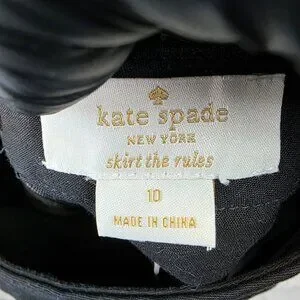 kate spade
NEW YORK
skirt the rules
10
MADE IN CHINA